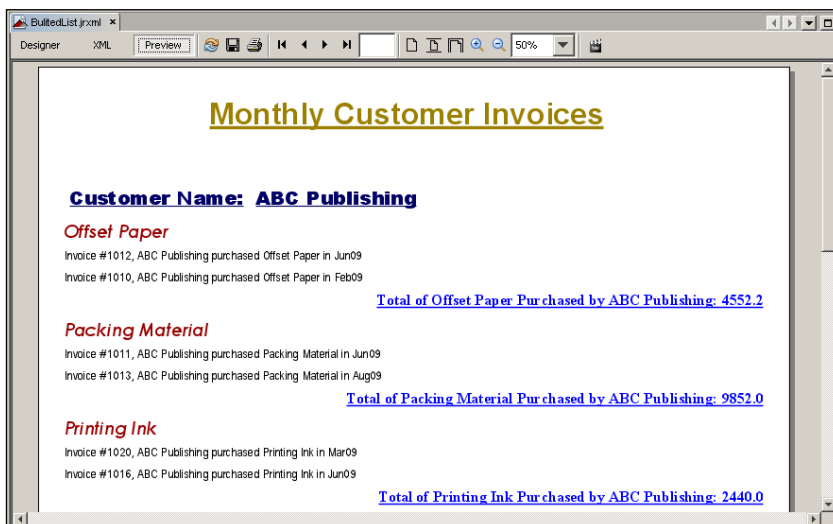 BulitedList.jrxml
Designer XML Preview 50%
Monthly Customer Invoices
Customer Name: ABC Publishing
Offset Paper
Invoice #1012, ABC Publishing purchased Offset Paper in Jun09
Invoice #1010, ABC Publishing purchased Offset Paper in Feb09
Total of Offset Paper Purchased by ABC Publishing: 4552.2
Packing Material
Invoice #1011, ABC Publishing purchased Packing Material in Jun09
Invoice #1013, ABC Publishing purchased Packing Material in Aug09
Total of Packing Material Purchased by ABC Publishing: 9852.0
Printing Ink
Invoice #1020, ABC Publishing purchased Printing Ink in Mar09
Invoice #1016, ABC Publishing purchased Printing Ink in Jun09
Total of Printing Ink Purchased by ABC Publishing: 2440.0